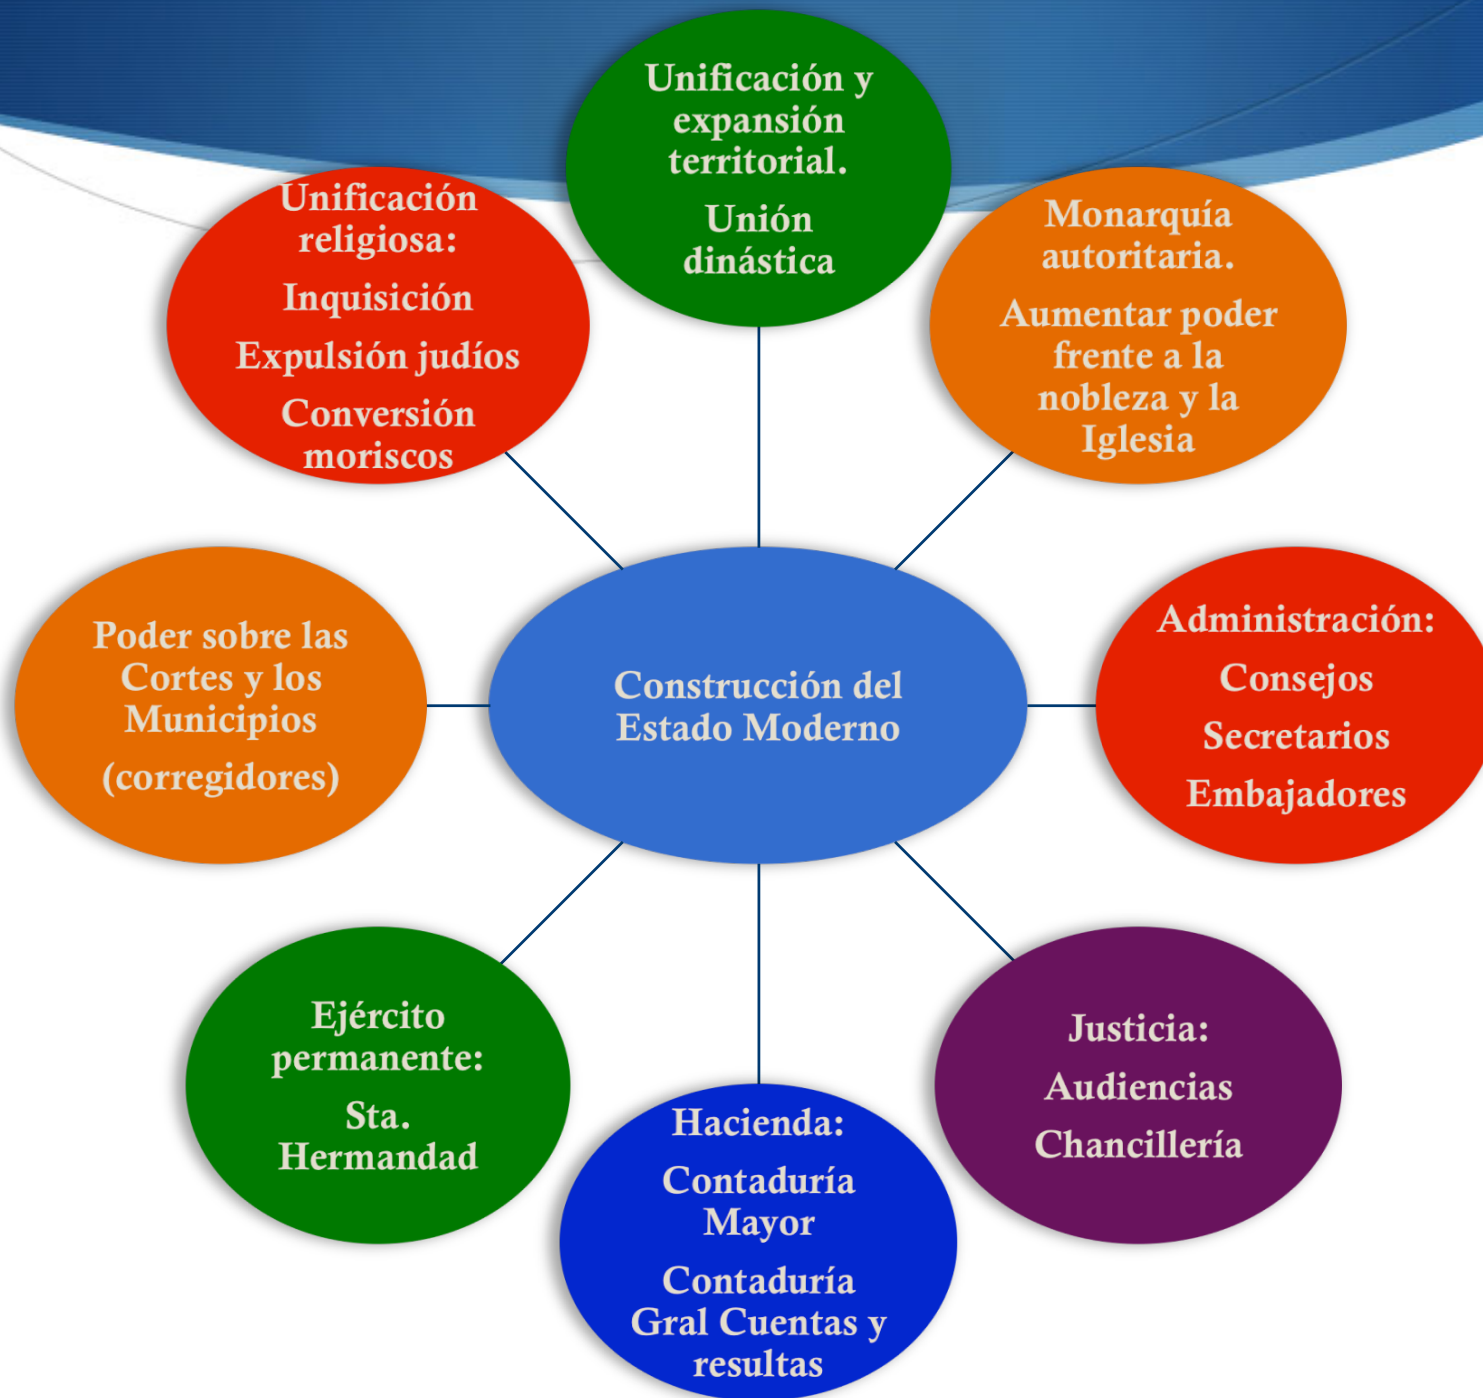 Unificación y
expansión
territorial.
Unión
dinástica
Monarquía
autoritaria.
Aumentar poder
frente a la
nobleza y la
Iglesia
Administración:
Consejos
Secretarios
Embajadores
Justicia:
Audiencias
Chancillería
Hacienda:
Contaduría
Mayor
Contaduría
Gral Cuentas y
resultas
Ejército
permanente:
Sta.
Hermandad
Poder sobre las
Cortes y los
Municipios
(corregidores)
Unificación
religiosa:
Inquisición
Expulsión judíos
Conversión
moriscos
Construcción del
Estado Moderno